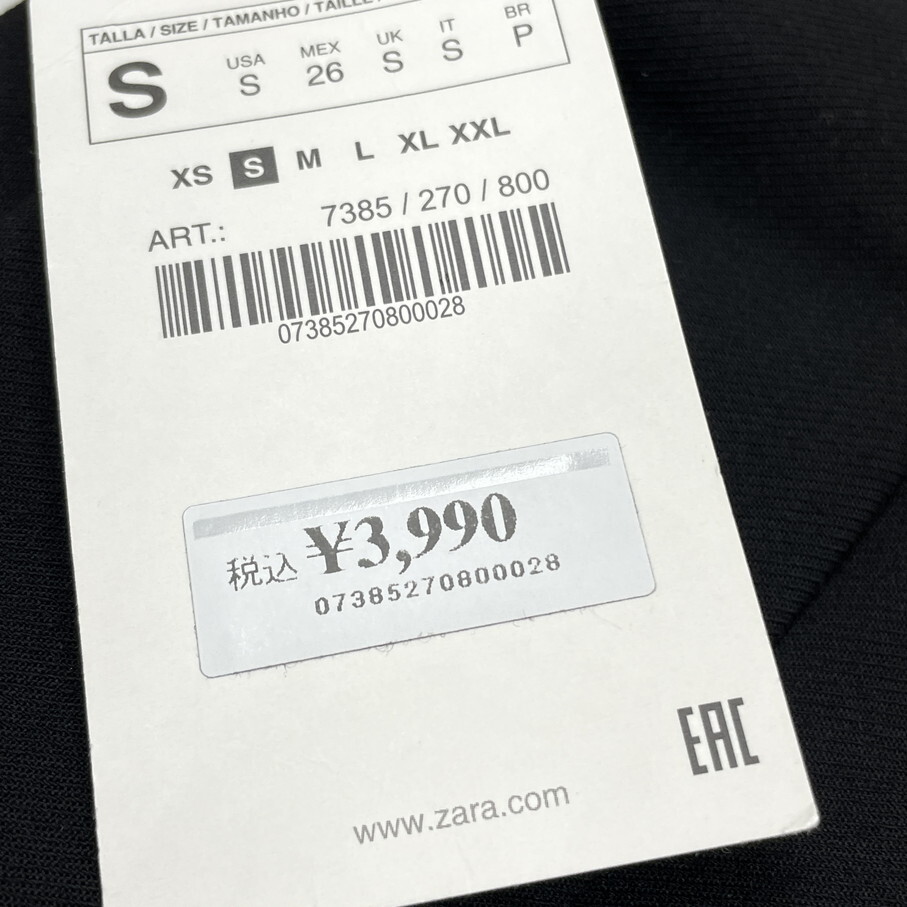 TALLA / SIZE / TAMANHO / TAILLE
S
USA MEX UK IT BR
S 26 S S P
XS S M L XL XXL
ART.: 7385 / 270 / 800
07385270800028
税込 ¥3,990
07385270800028
EAC
www.zara.com